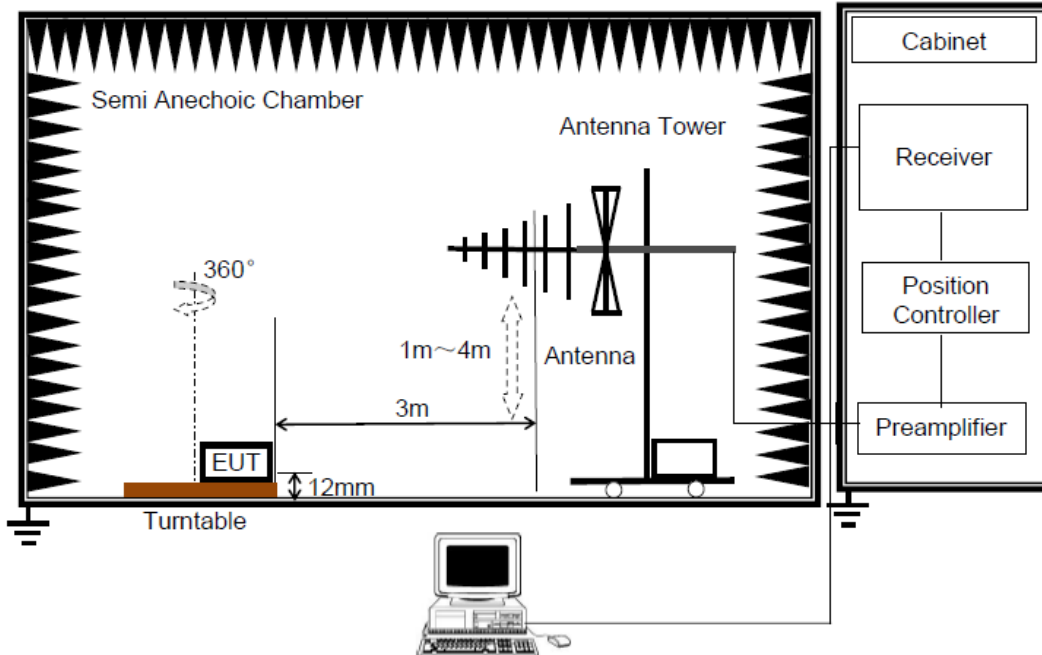 Cabinet
Semi Anechoic Chamber
Antenna Tower
Receiver
360°
Position
Controller
1m～4m
Antenna
3m
Preamplifier
EUT
12mm
Turntable